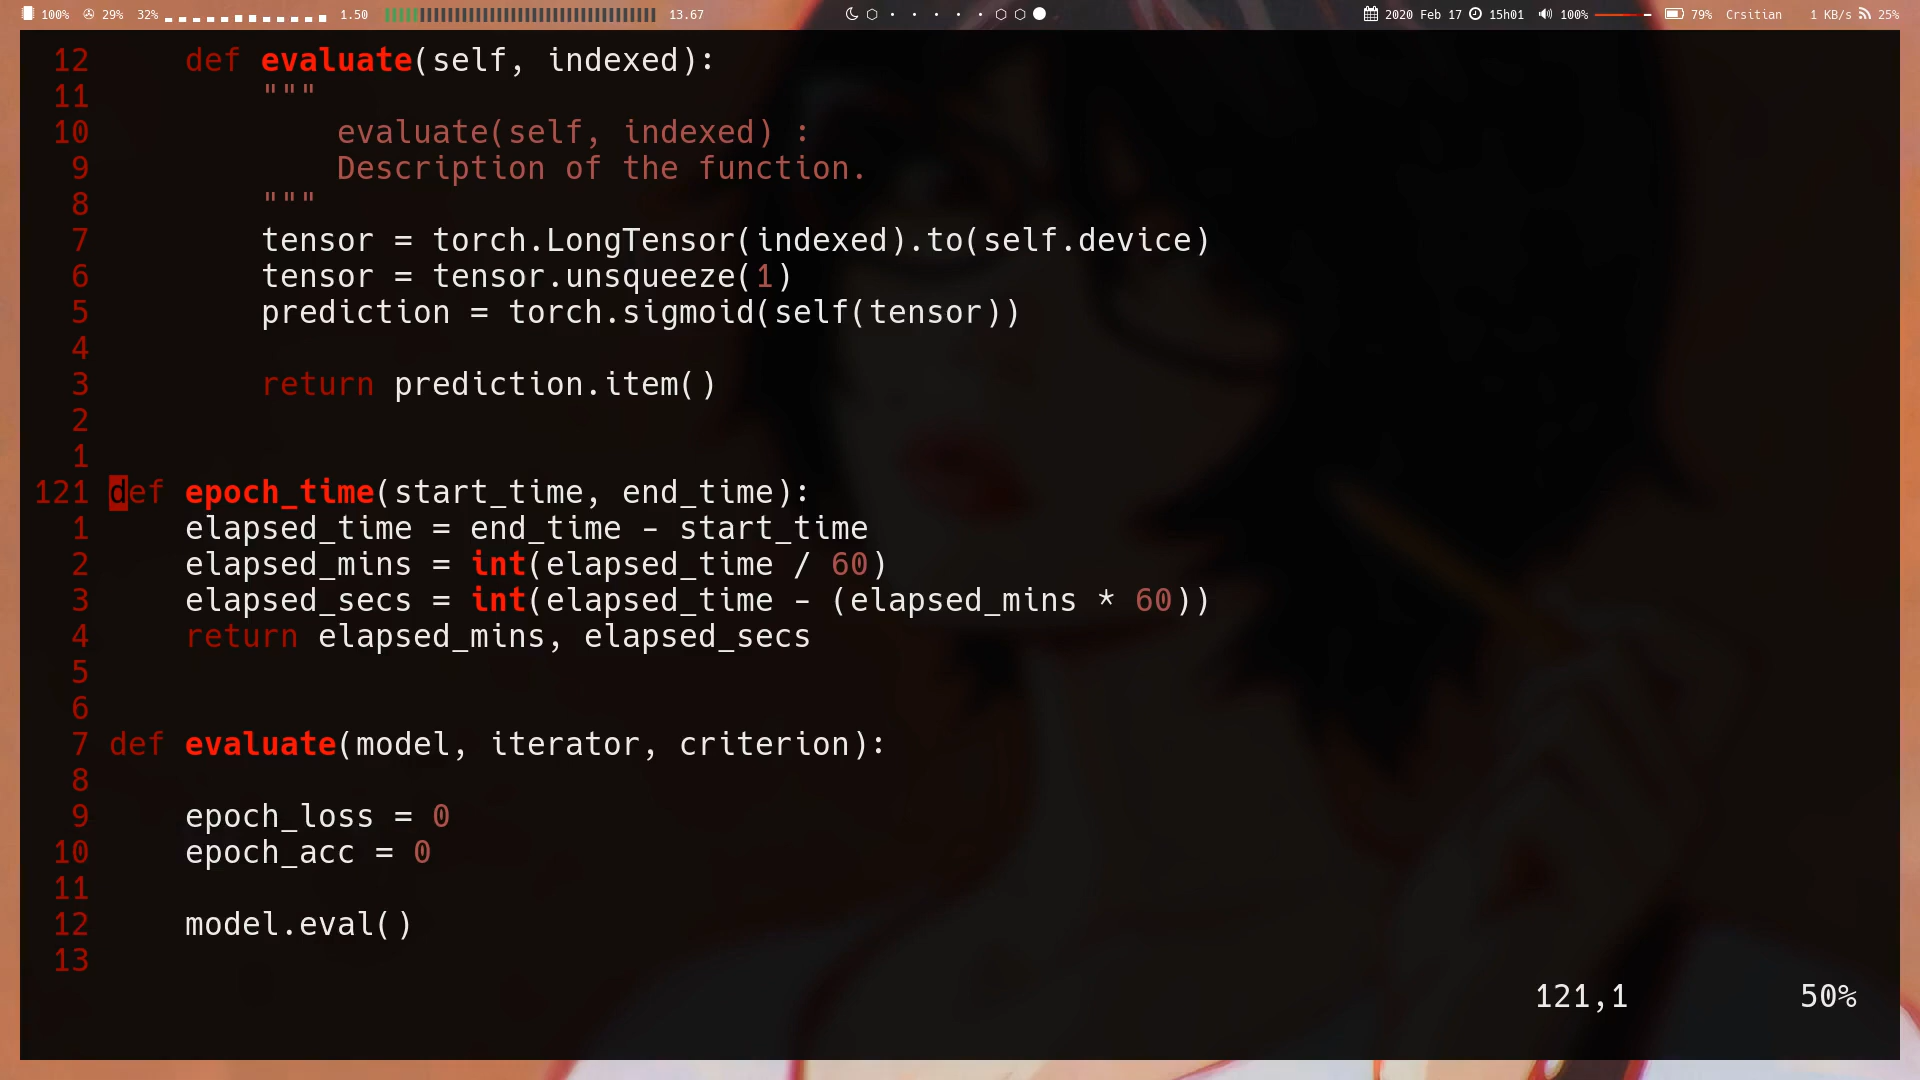 100% 29% 32% 1.50 13.67 2020 Feb 17 15h01 100% 79% Crsitian 1 KB/s 25%
12 def evaluate(self, indexed):
11 """
10 evaluate(self, indexed) :
9 Description of the function.
8 """
7 tensor = torch.LongTensor(indexed).to(self.device)
6 tensor = tensor.unsqueeze(1)
5 prediction = torch.sigmoid(self(tensor))
4
3 return prediction.item()
2
1
121 def epoch_time(start_time, end_time):
1 elapsed_time = end_time - start_time
2 elapsed_mins = int(elapsed_time / 60)
3 elapsed_secs = int(elapsed_time - (elapsed_mins * 60))
4 return elapsed_mins, elapsed_secs
5
6
7 def evaluate(model, iterator, criterion):
8
9 epoch_loss = 0
10 epoch_acc = 0
11
12 model.eval()
13
121,1 50%